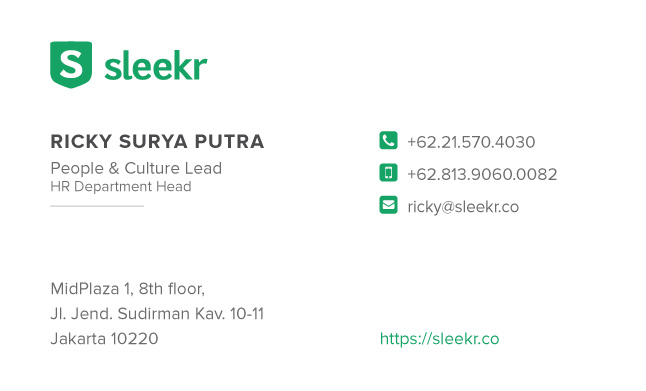 S sleekr
RICKY SURYA PUTRA
People & Culture Lead
HR Department Head
+62.21.570.4030
+62.813.9060.0082
ricky@sleekr.co
MidPlaza 1, 8th floor,
Jl. Jend. Sudirman Kav. 10-11
Jakarta 10220
https://sleekr.co